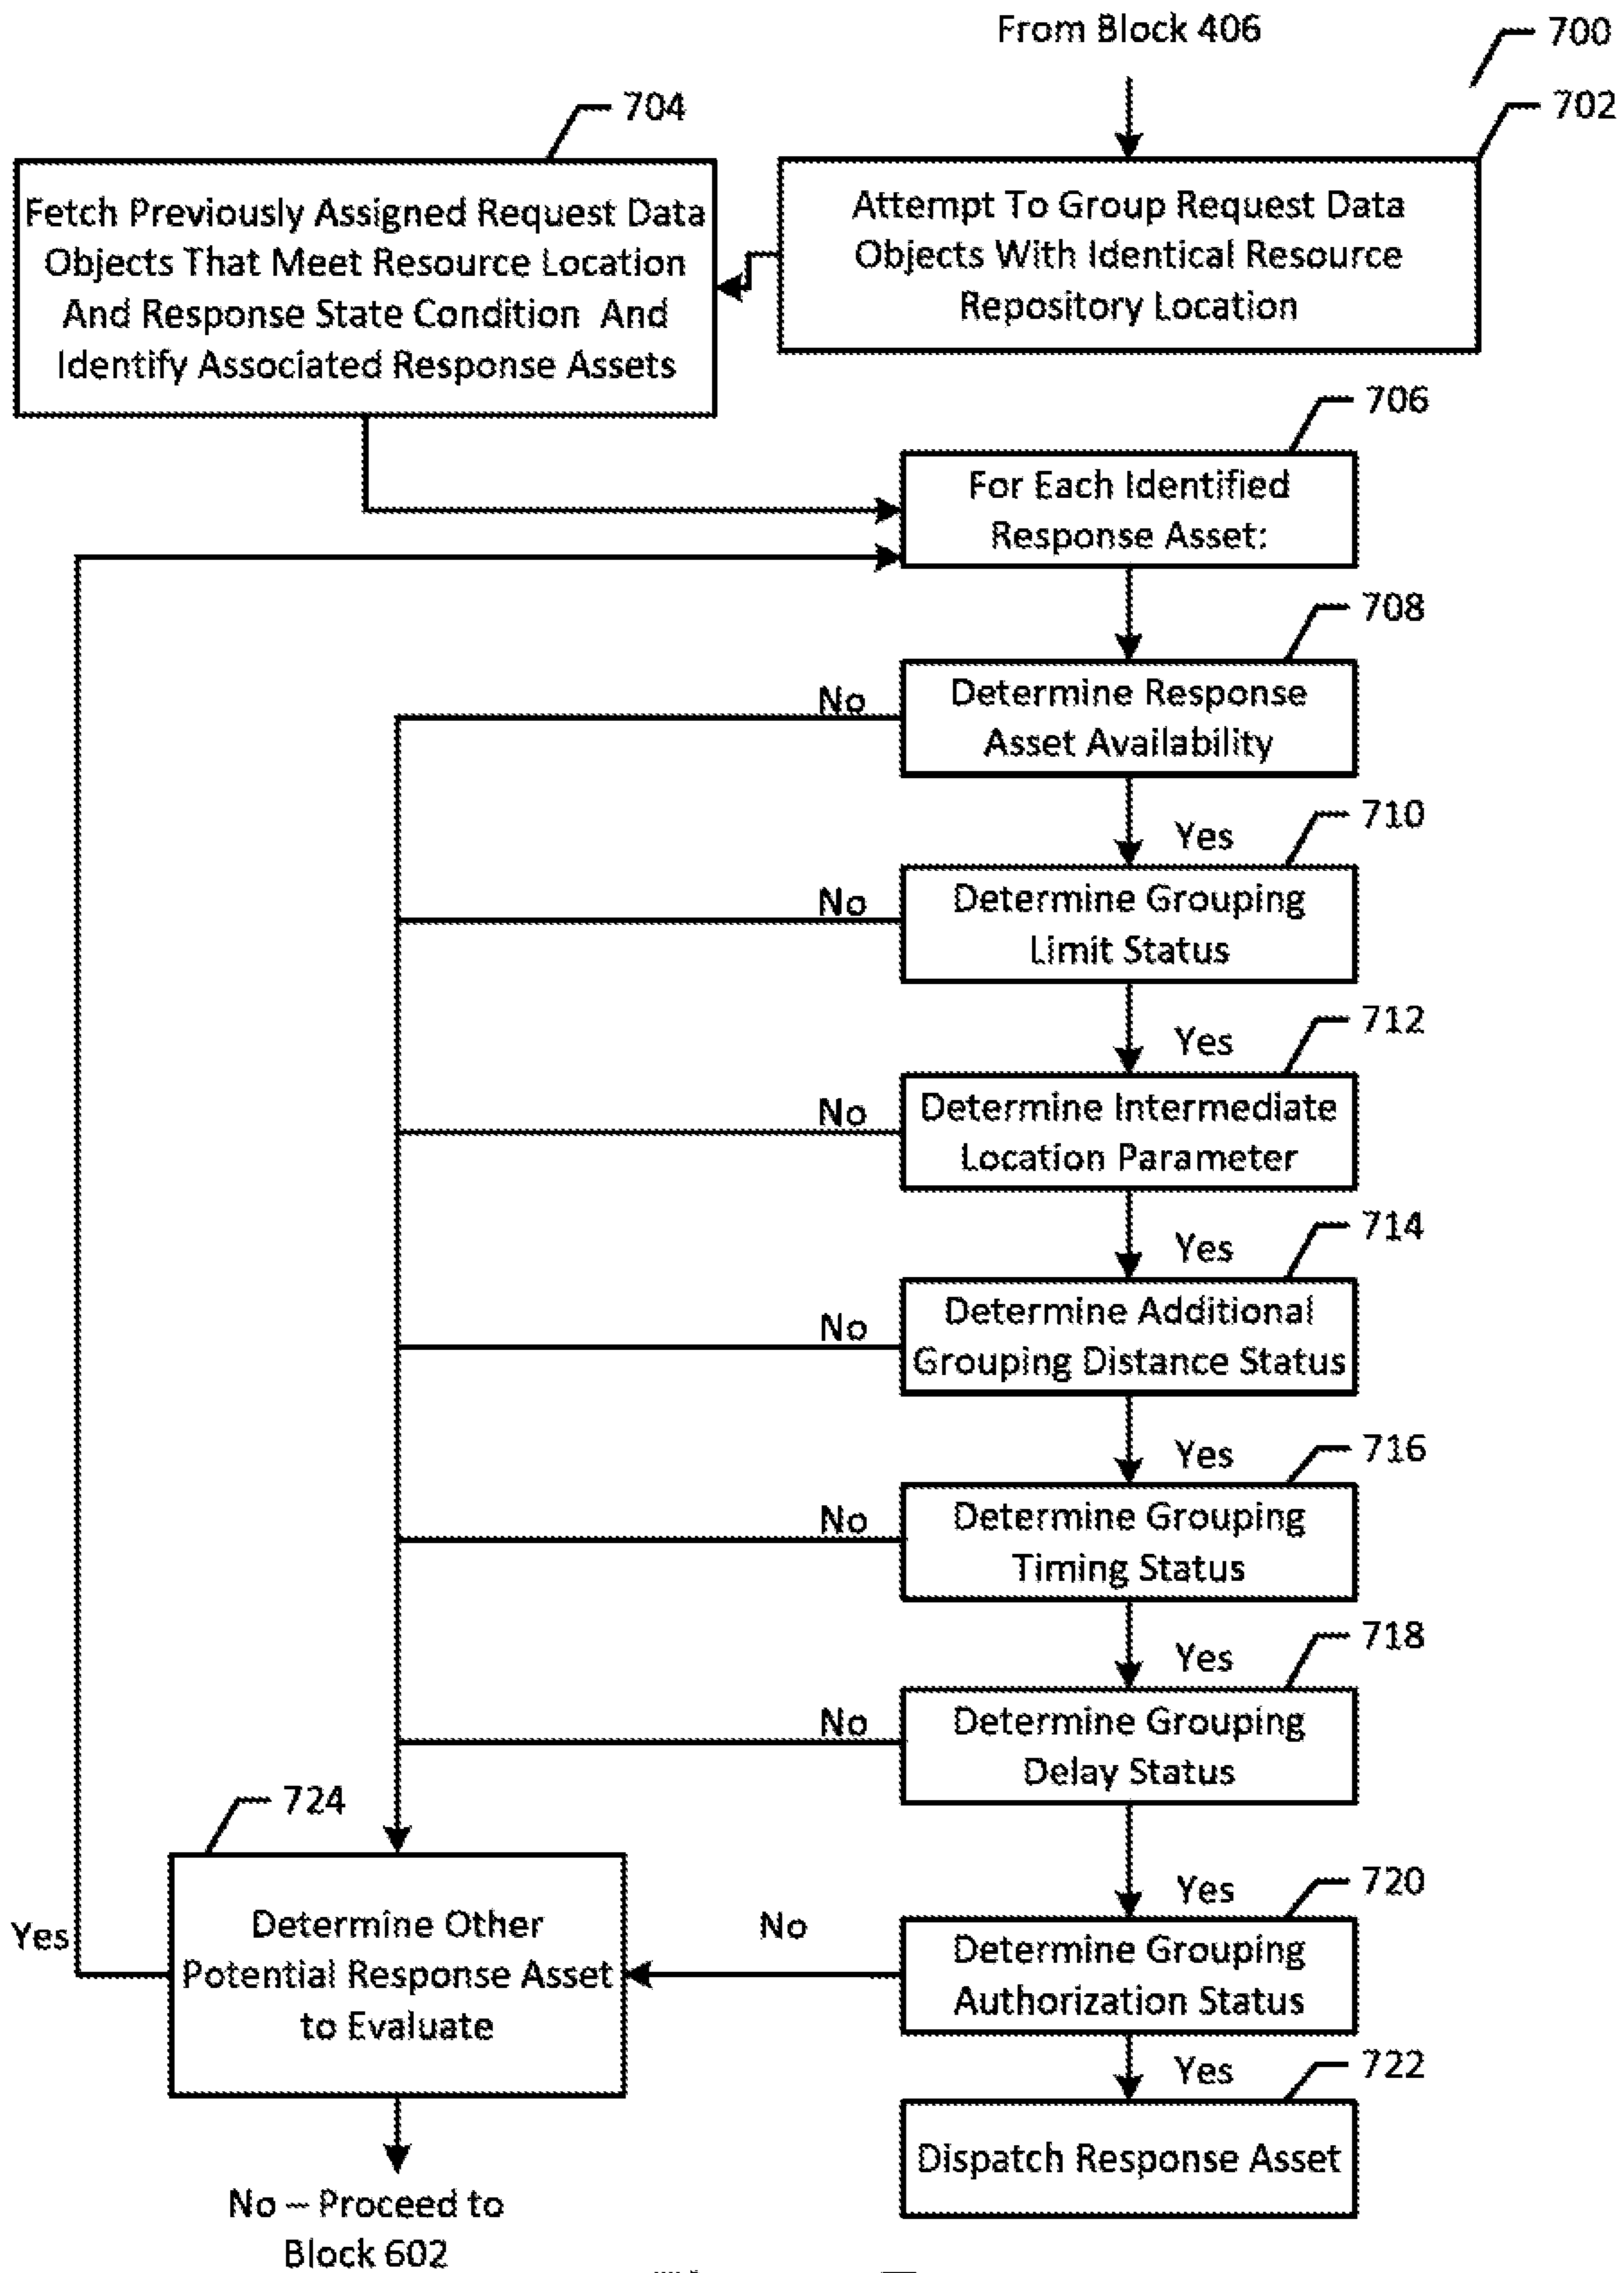 From Block 406
700
702
704
Fetch Previously Assigned Request Data
Objects That Meet Resource Location
And Response State Condition And
Identify Associated Response Assets
Attempt To Group Request Data
Objects With Identical Resource
Repository Location
706
For Each Identified
Response Asset:
708
No
Determine Response
Asset Availability
Yes
710
No
Determine Grouping
Limit Status
Yes
712
No
Determine Intermediate
Location Parameter
Yes
714
No
Determine Additional
Grouping Distance Status
Yes
716
No
Determine Grouping
Timing Status
Yes
718
No
Determine Grouping
Delay Status
724
Yes
720
Yes
Determine Other
Potential Response Asset
to Evaluate
No
Determine Grouping
Authorization Status
Yes
722
Dispatch Response Asset
No – Proceed to
Block 602